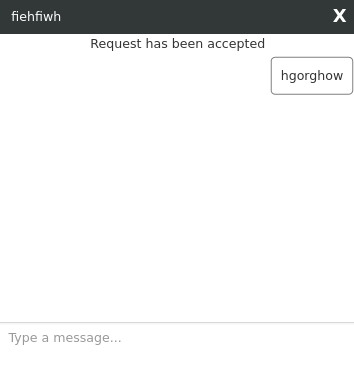 fiehfiwh X
Request has been accepted
hgorghow
Type a message...